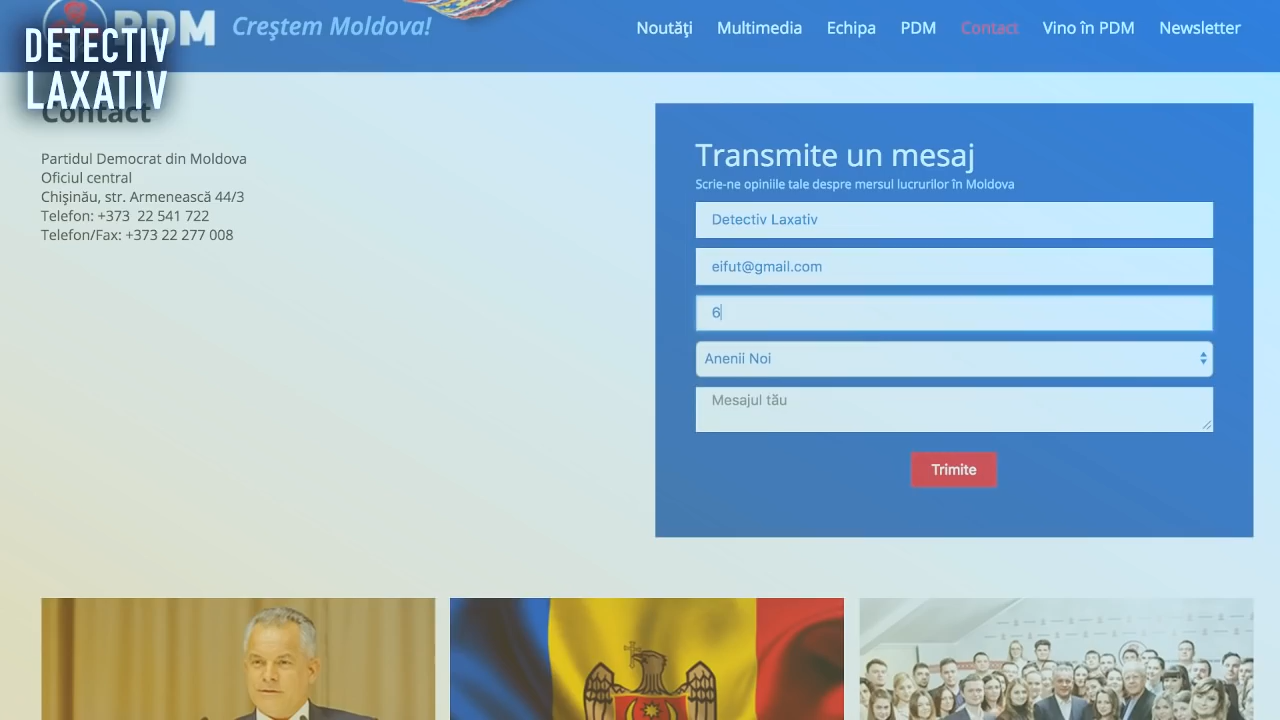 PDM Creştem Moldova!
Noutăţi Multimedia Echipa PDM Contact Vino în PDM Newsletter
DETECTIV
LAXATIV
Contact
Partidul Democrat din Moldova
Oficiul central
Chişinău, str. Armenească 44/3
Telefon: +373 22 541 722
Telefon/Fax: +373 22 277 008
Transmite un mesaj
Scrie-ne opiniile tale despre mersul lucrurilor în Moldova
Detectiv Laxativ
eifut@gmail.com
6
Anenii Noi
Mesajul tău
Trimite